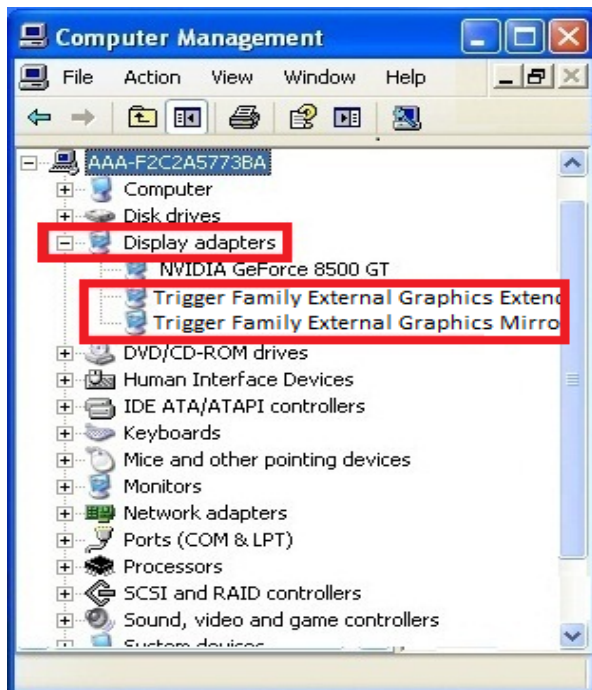 Computer Management
File Action View Window Help
AAA-F2C2A5773BA
Computer
Disk drives
Display adapters
NVIDIA GeForce 8500 GT
Trigger Family External Graphics Extend
Trigger Family External Graphics Mirro
DVD/CD-ROM drives
Human Interface Devices
IDE ATA/ATAPI controllers
Keyboards
Mice and other pointing devices
Monitors
Network adapters
Ports (COM & LPT)
Processors
SCSI and RAID controllers
Sound, video and game controllers
System devices